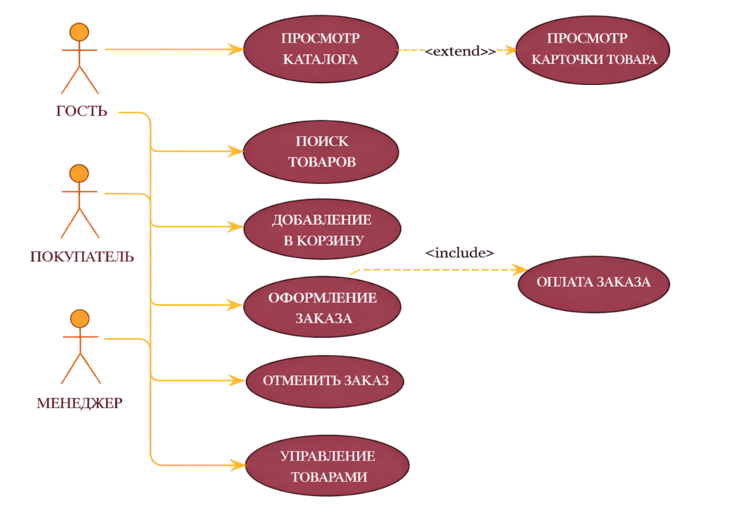 ПРОСМОТР
КАТАЛОГА
<extend>>
ПРОСМОТР
КАРТОЧКИ ТОВАРА
ГОСТЬ
ПОИСК
ТОВАРОВ
ДОБАВЛЕНИЕ
В КОРЗИНУ
ПОКУПАТЕЛЬ
<include>
ОПЛАТА ЗАКАЗА
ОФОРМЛЕНИЕ
ЗАКАЗА
ОТМЕНИТЬ ЗАКАЗ
МЕНЕДЖЕР
УПРАВЛЕНИЕ
ТОВАРАМИ